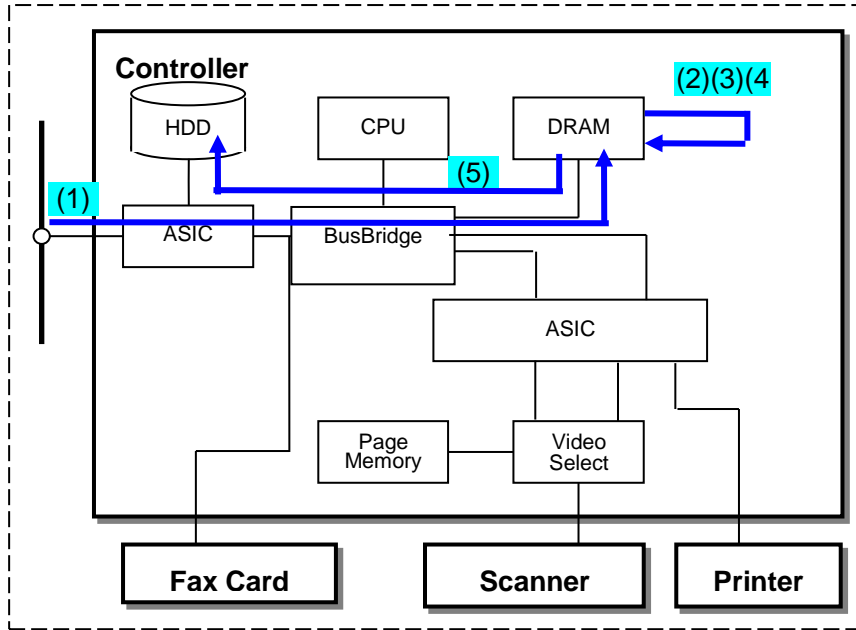 (2)(3)(4
Controller
HDD
CPU
DRAM
(5)
(1)
ASIC
BusBridge
ASIC
Page
Memory
Video
Select
Fax Card
Scanner
Printer